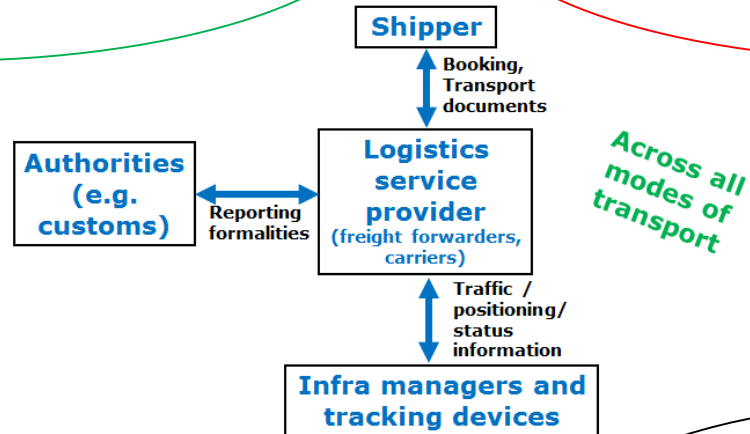 Shipper
Booking,
Transport
documents
Authorities
(e.g.
customs)
Reporting
formalities
Logistics
service
provider
(freight forwarders,
carriers)
Across all
modes of
transport
Traffic /
positioning/
status
information
Infra managers and
tracking devices